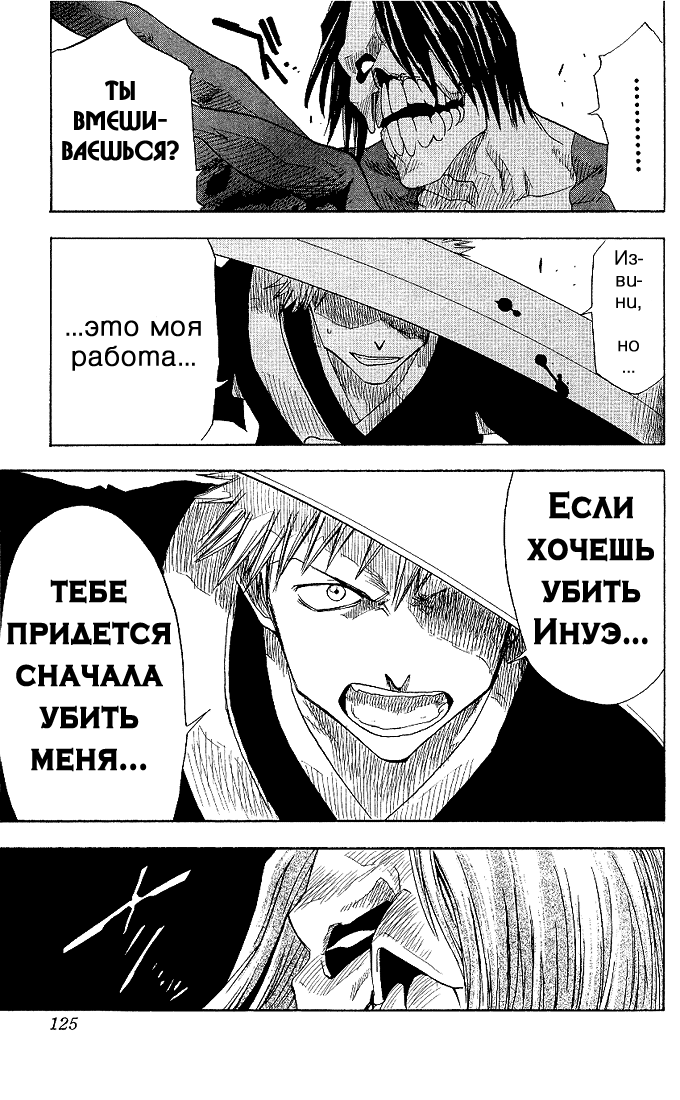 .........
ТЫ
ВМЕШИ-
ВАЕШЬСЯ?
Из-
ви-
ни,
но
...
...это моя
работа...
Если
хочешь
убить
Инуэ...
тебе
придется
сначала
убить
меня...
125